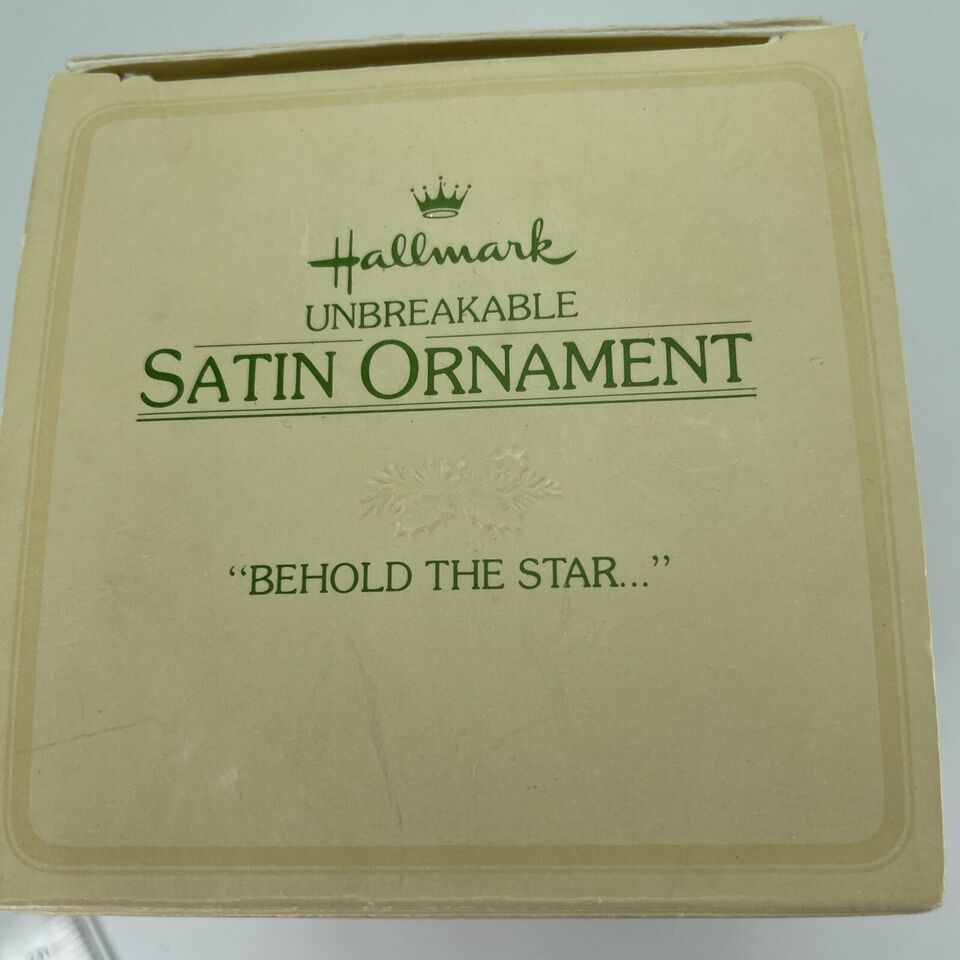 Hallmark
UNBREAKABLE
SATIN ORNAMENT
“BEHOLD THE STAR...”